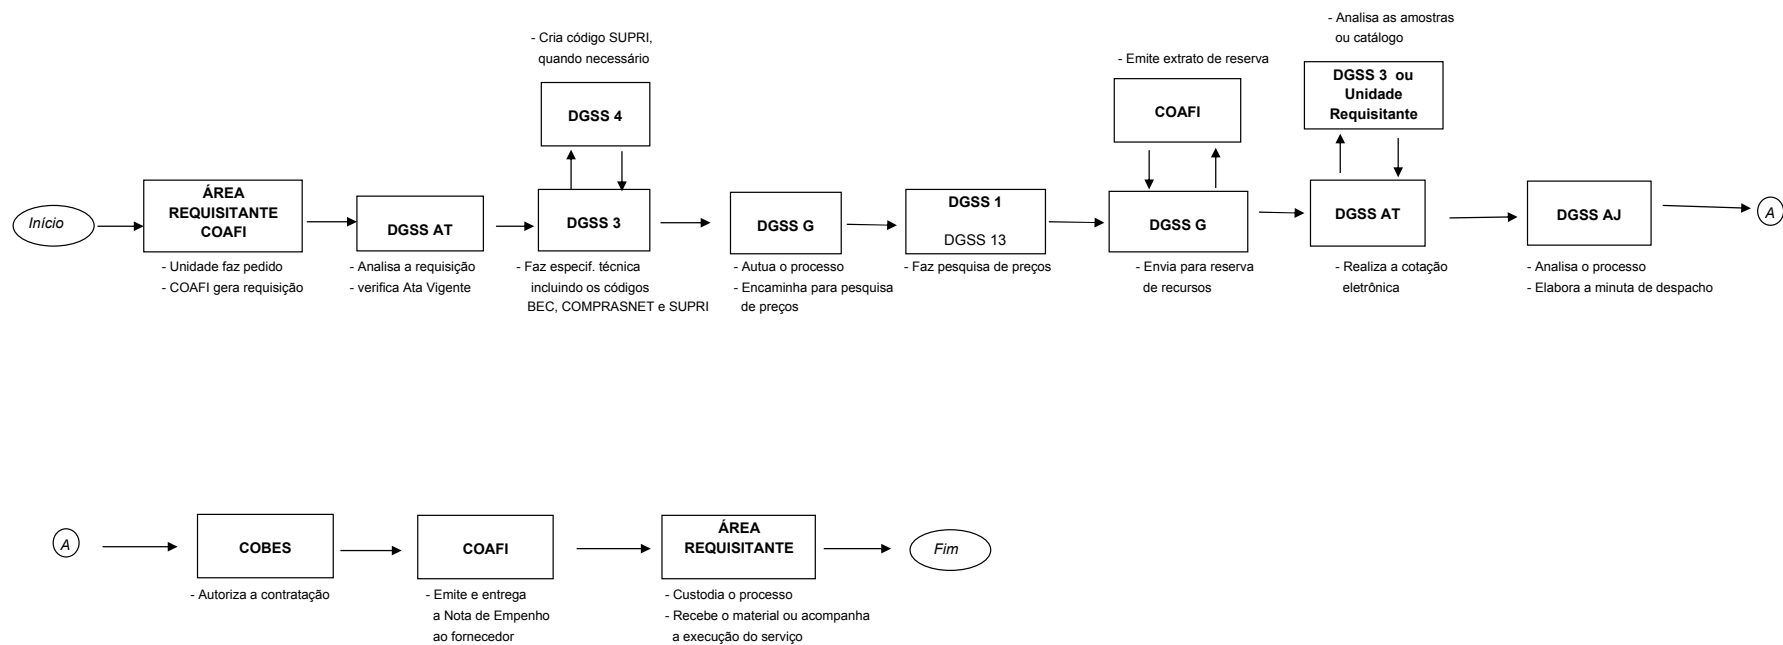 - Cria código SUPRI,
quando necessário
DGSS 4
- Emite extrato de reserva
COAFI
- Analisa as amostras
ou catálogo
DGSS 3 ou
Unidade
Requisitante
Início
ÁREA
REQUISITANTE
COAFI
- Unidade faz pedido
- COAFI gera requisição
DGSS AT
- Analisa a requisição
- verifica Ata Vigente
DGSS 3
- Faz especif. técnica
incluindo os códigos
BEC, COMPRASNET e SUPRI
DGSS G
- Autua o processo
- Encaminha para pesquisa
de preços
DGSS 1
DGSS 13
- Faz pesquisa de preços
DGSS G
- Envia para reserva
de recursos
DGSS AT
- Realiza a cotação
eletrônica
DGSS AJ
- Analisa o processo
- Elabora a minuta de despacho
A
A
COBES
- Autoriza a contratação
COAFI
- Emite e entrega
a Nota de Empenho
ao fornecedor
ÁREA
REQUISITANTE
- Custodia o processo
- Recebe o material ou acompanha
a execução do serviço
Fim